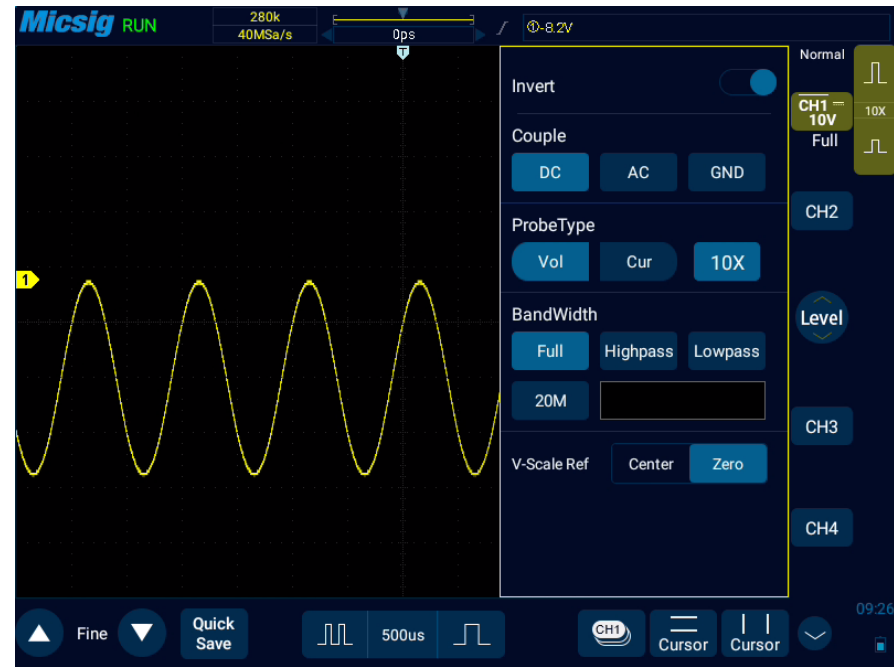 Micsig RUN
280k
40MSa/s
0ps
T
①-8.2V
Normal
CH1
10V
10X
Full
CH2
Level
CH3
CH4
1
Invert
Couple
DC AC GND
ProbeType
Vol Cur 10X
BandWidth
Full Highpass Lowpass
20M
V-Scale Ref Center Zero
Fine
Quick
Save
500us
CH1
Cursor
Cursor
09:26